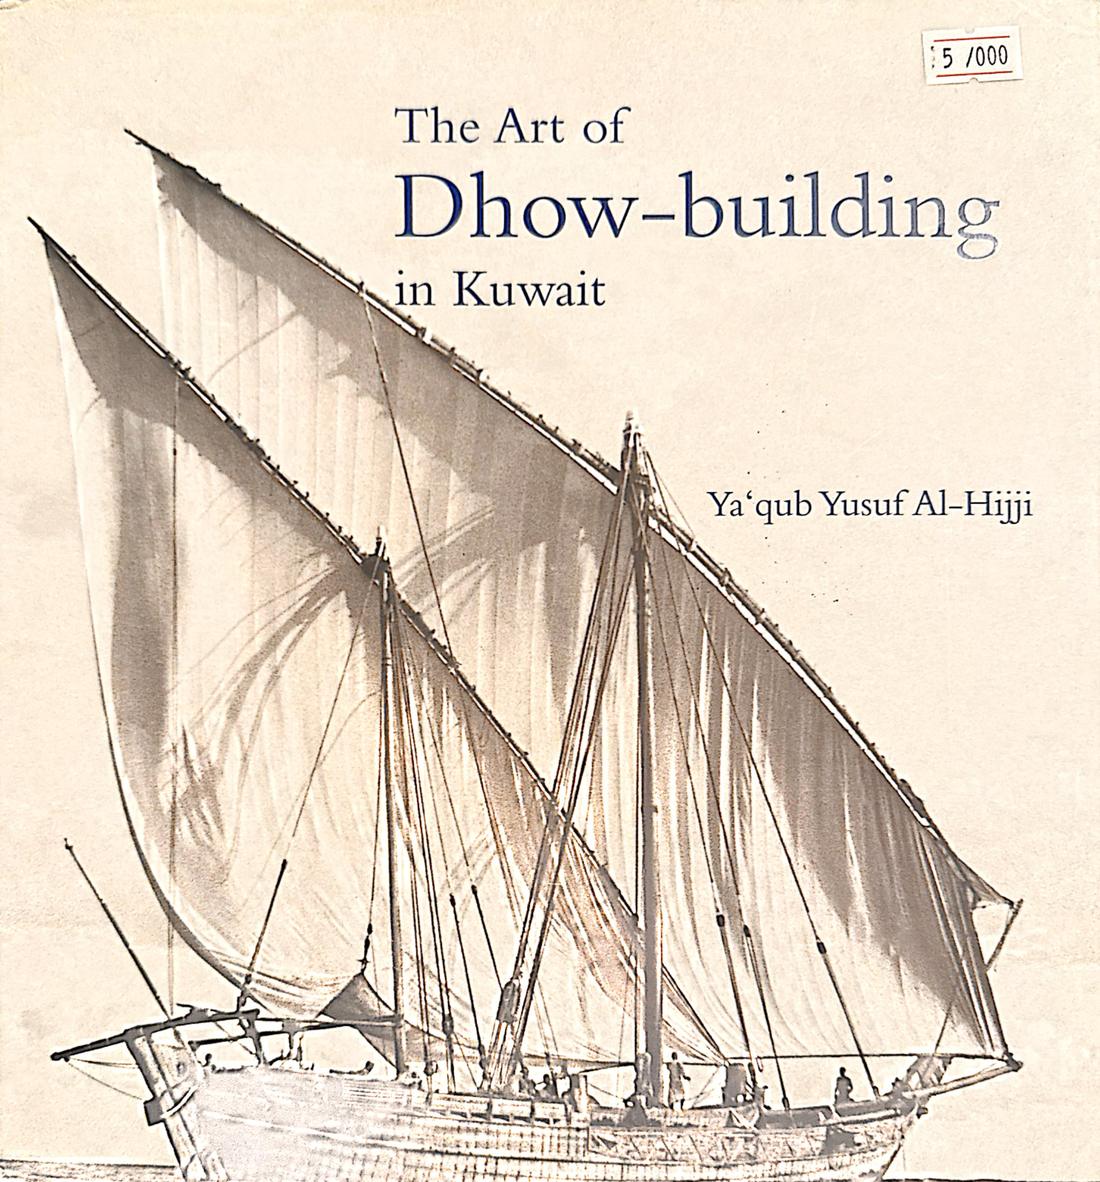 5 /000
The Art of
Dhow-building
in Kuwait
Ya‘qub Yusuf Al-Hijji